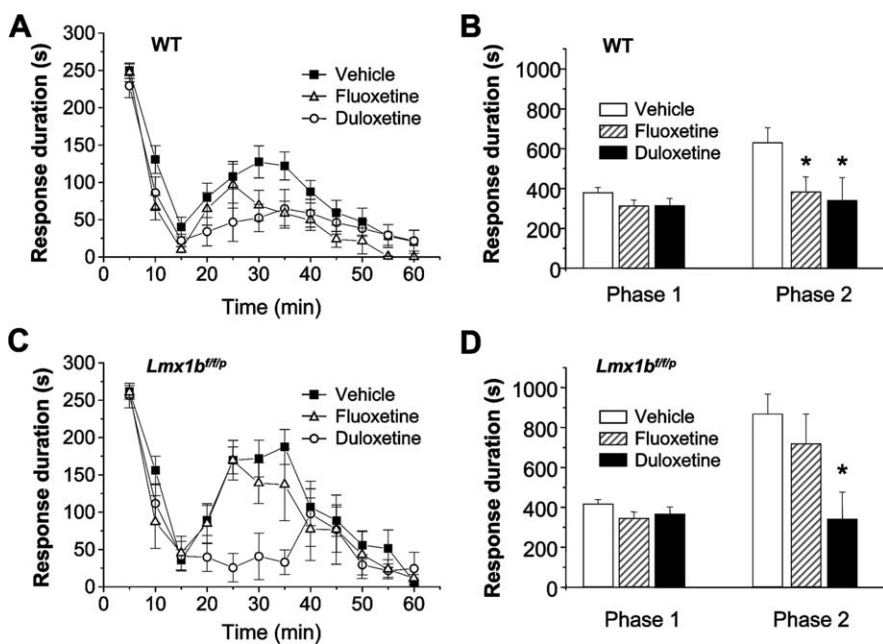 A
WT
Response duration (s)
300
250
200
150
100
50
0
Vehicle
Fluoxetine
Duloxetine
0 10 20 30 40 50 60
Time (min)
B
WT
Response duration (s)
1000
800
600
400
200
0
Vehicle
Fluoxetine
Duloxetine
* *
Phase 1 Phase 2
C
Lmx1b^f/f/p
Response duration (s)
300
250
200
150
100
50
0
Vehicle
Fluoxetine
Duloxetine
0 10 20 30 40 50 60
Time (min)
D
Lmx1b^f/f/p
Response duration (s)
1000
800
600
400
200
0
Vehicle
Fluoxetine
Duloxetine
*
Phase 1 Phase 2